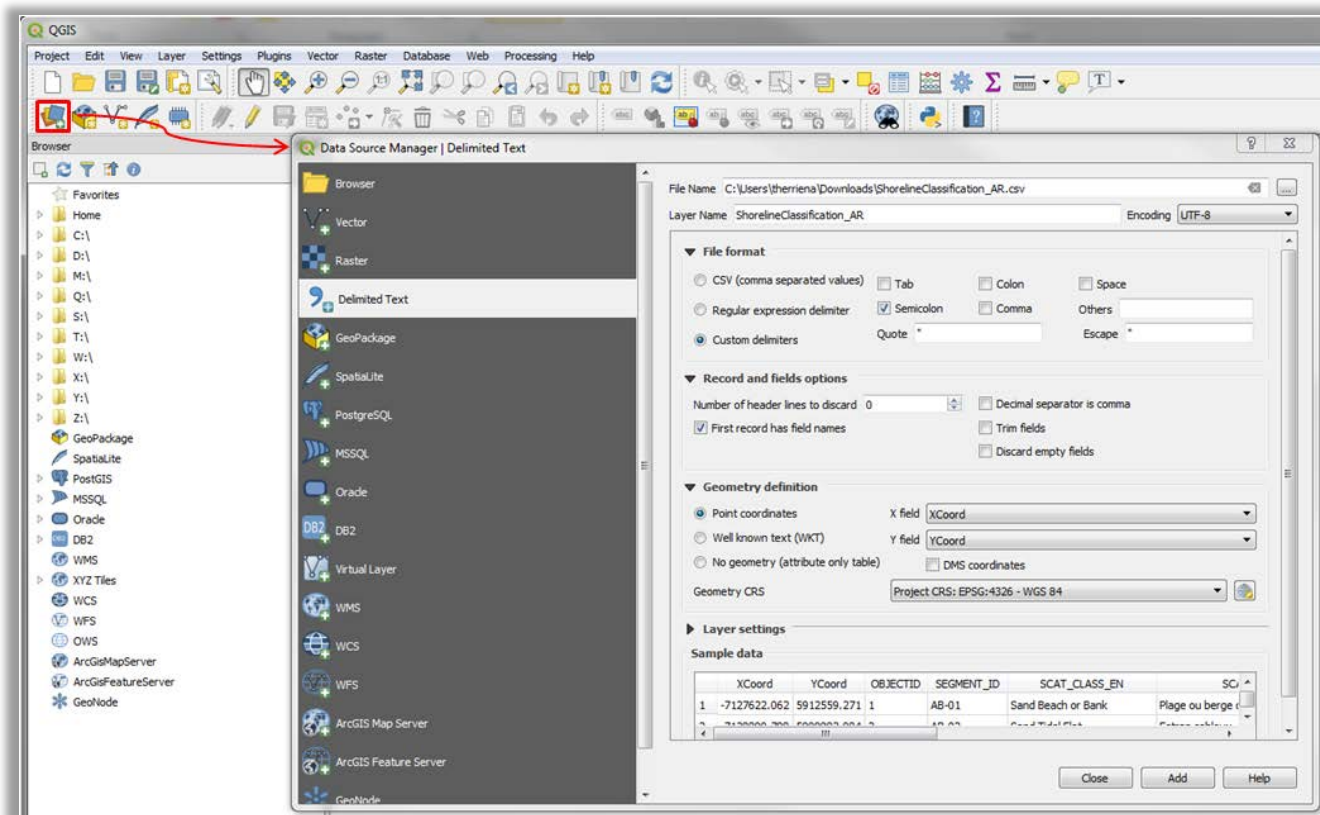 QGIS
Project Edit View Layer Settings Plugins Vector Raster Database Web Processing Help
Browser
Favorites
Home
C:\
D:\
M:\
Q:\
S:\
T:\
W:\
X:\
Y:\
Z:\
GeoPackage
SpatiaLite
PostGIS
MSSQL
Oracle
DB2
WMS
XYZ Tiles
WCS
WFS
OWS
ArcGisMapServer
ArcGisFeatureServer
GeoNode
Data Source Manager | Delimited Text
Browser
Vector
Raster
Delimited Text
GeoPackage
SpatiaLite
PostgreSQL
MSSQL
Oracle
DB2
Virtual Layer
WMS
WCS
WFS
ArcGIS Map Server
ArcGIS Feature Server
GeoNode
File Name C:\Users\therriena\Downloads\ShorelineClassification_AR.csv ...
Layer Name ShorelineClassification_AR Encoding UTF-8
File format
CSV (comma separated values) Tab Colon Space
Regular expression delimiter Semicolon Comma Others
Custom delimiters Quote " Escape "
Record and fields options
Number of header lines to discard 0 Decimal separator is comma
First record has field names Trim fields
Discard empty fields
Geometry definition
Point coordinates X field XCoord
Well known text (WKT) Y field YCoord
No geometry (attribute only table) DMS coordinates
Geometry CRS Project CRS: EPSG:4326 - WGS 84
Layer settings
Sample data
XCoord YCoord OBJECTID SEGMENT_ID SCAT_CLASS_EN SCA
1 -7127622.062 5912559.271 1 AB-01 Sand Beach or Bank Plage ou berge d
Close Add Help